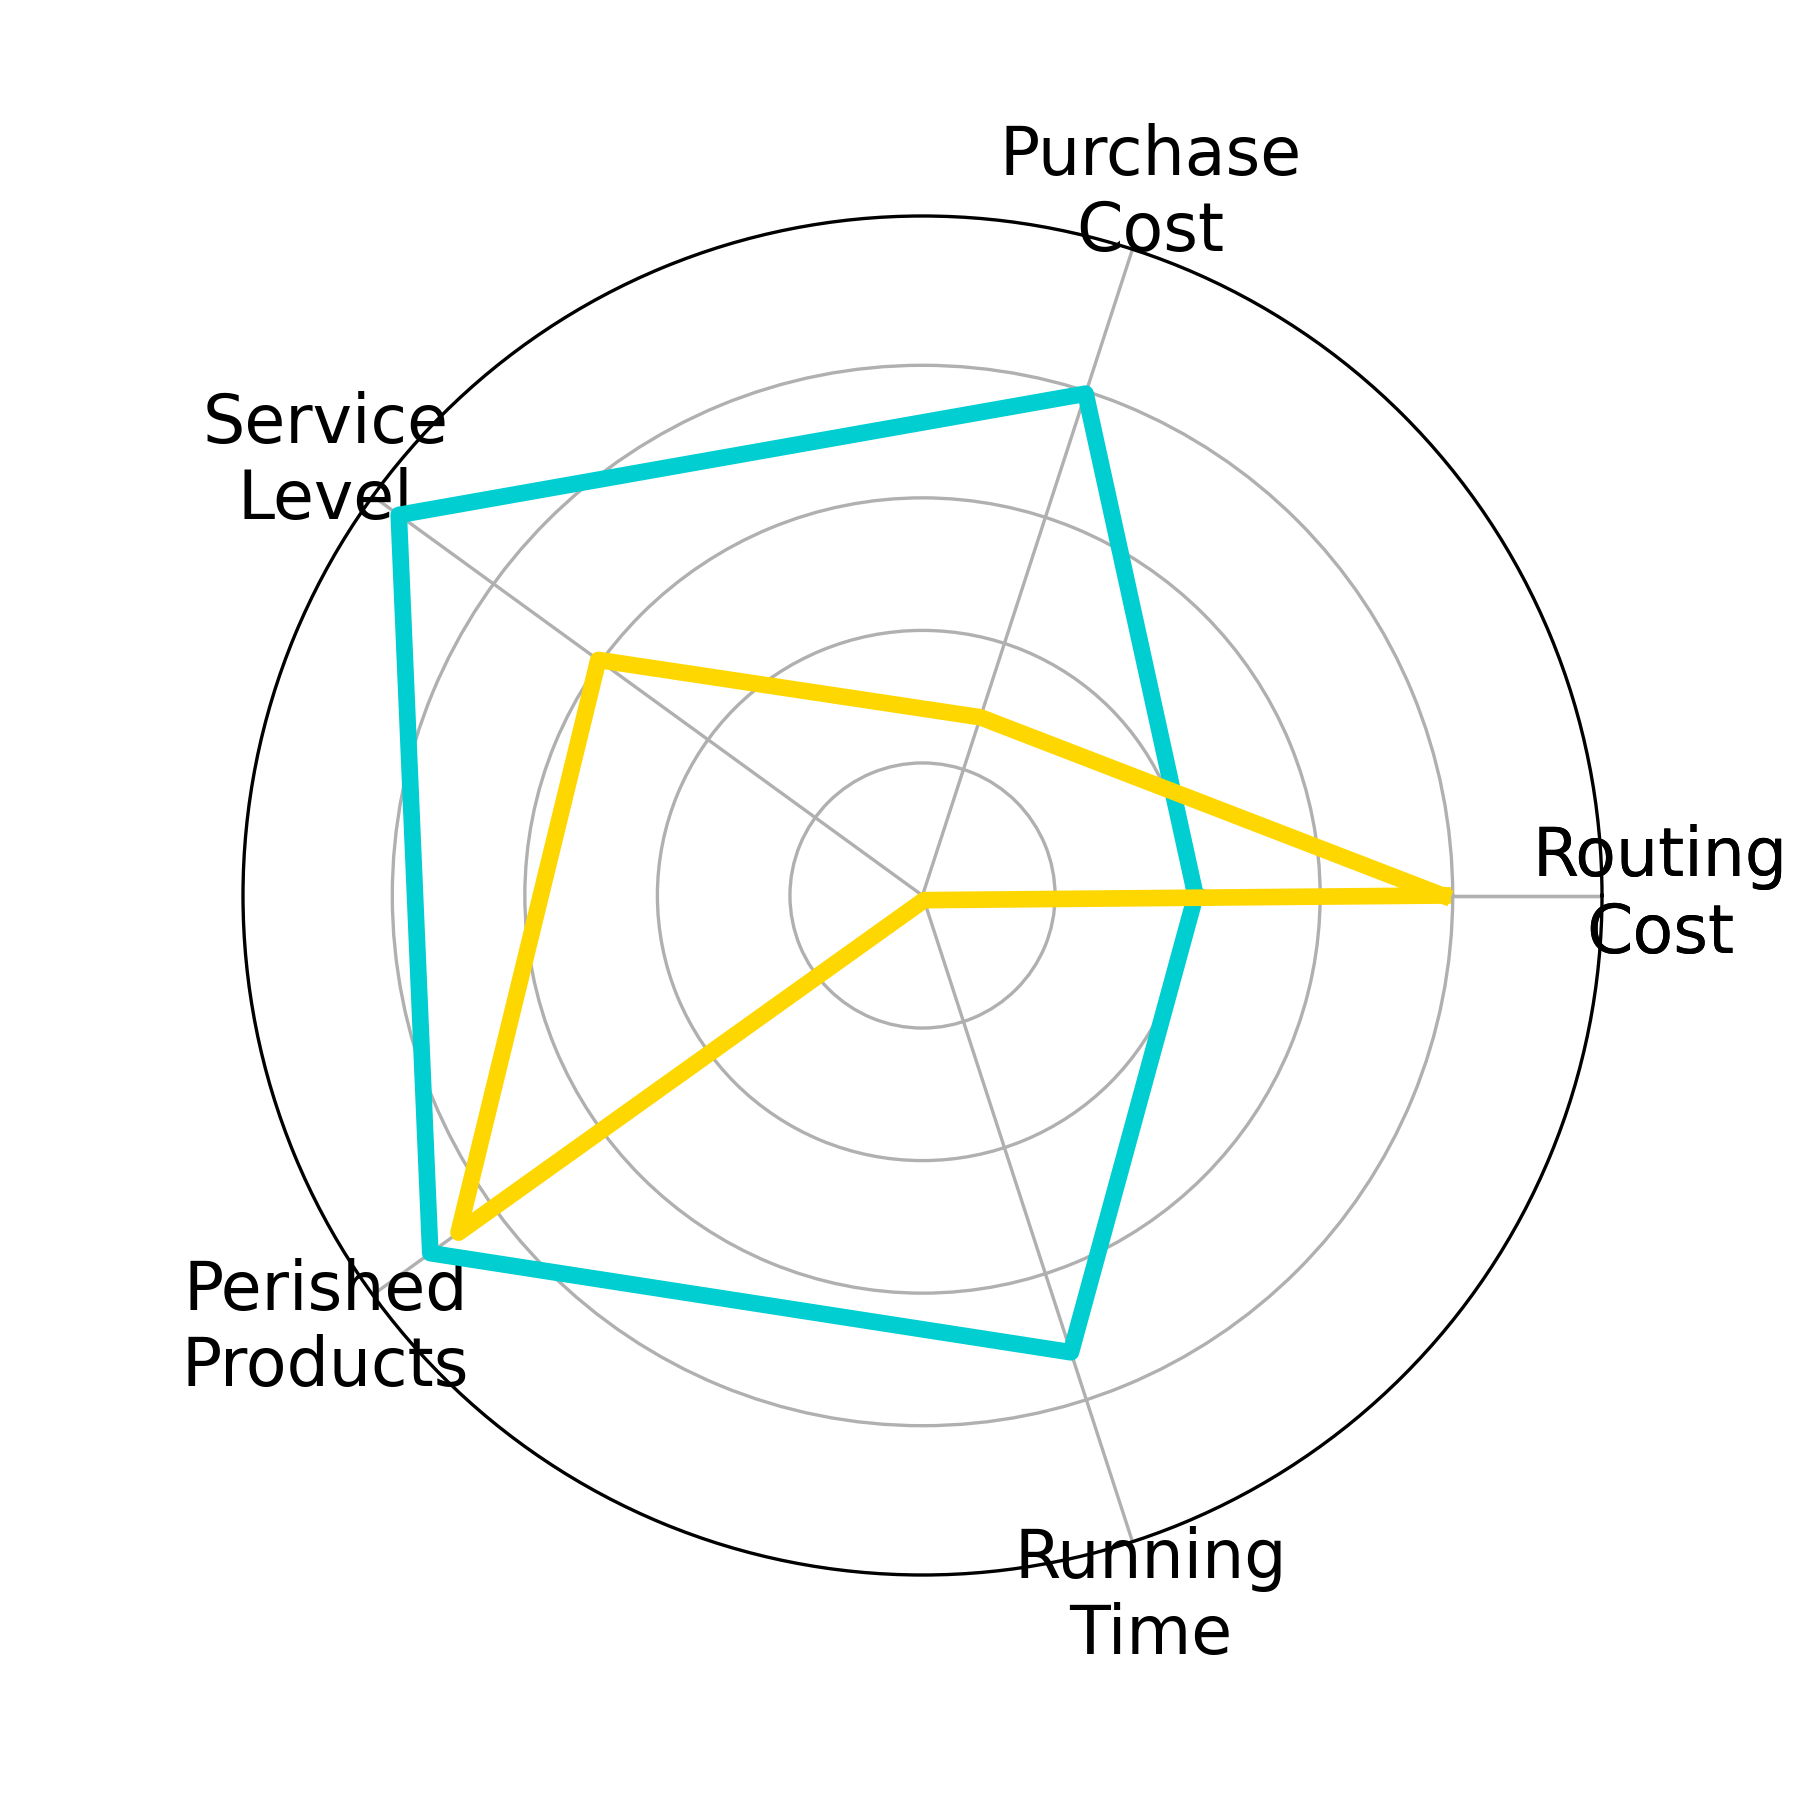 Purchase
Cost
Service
Level
Routing
Cost
Perished
Products
Running
Time